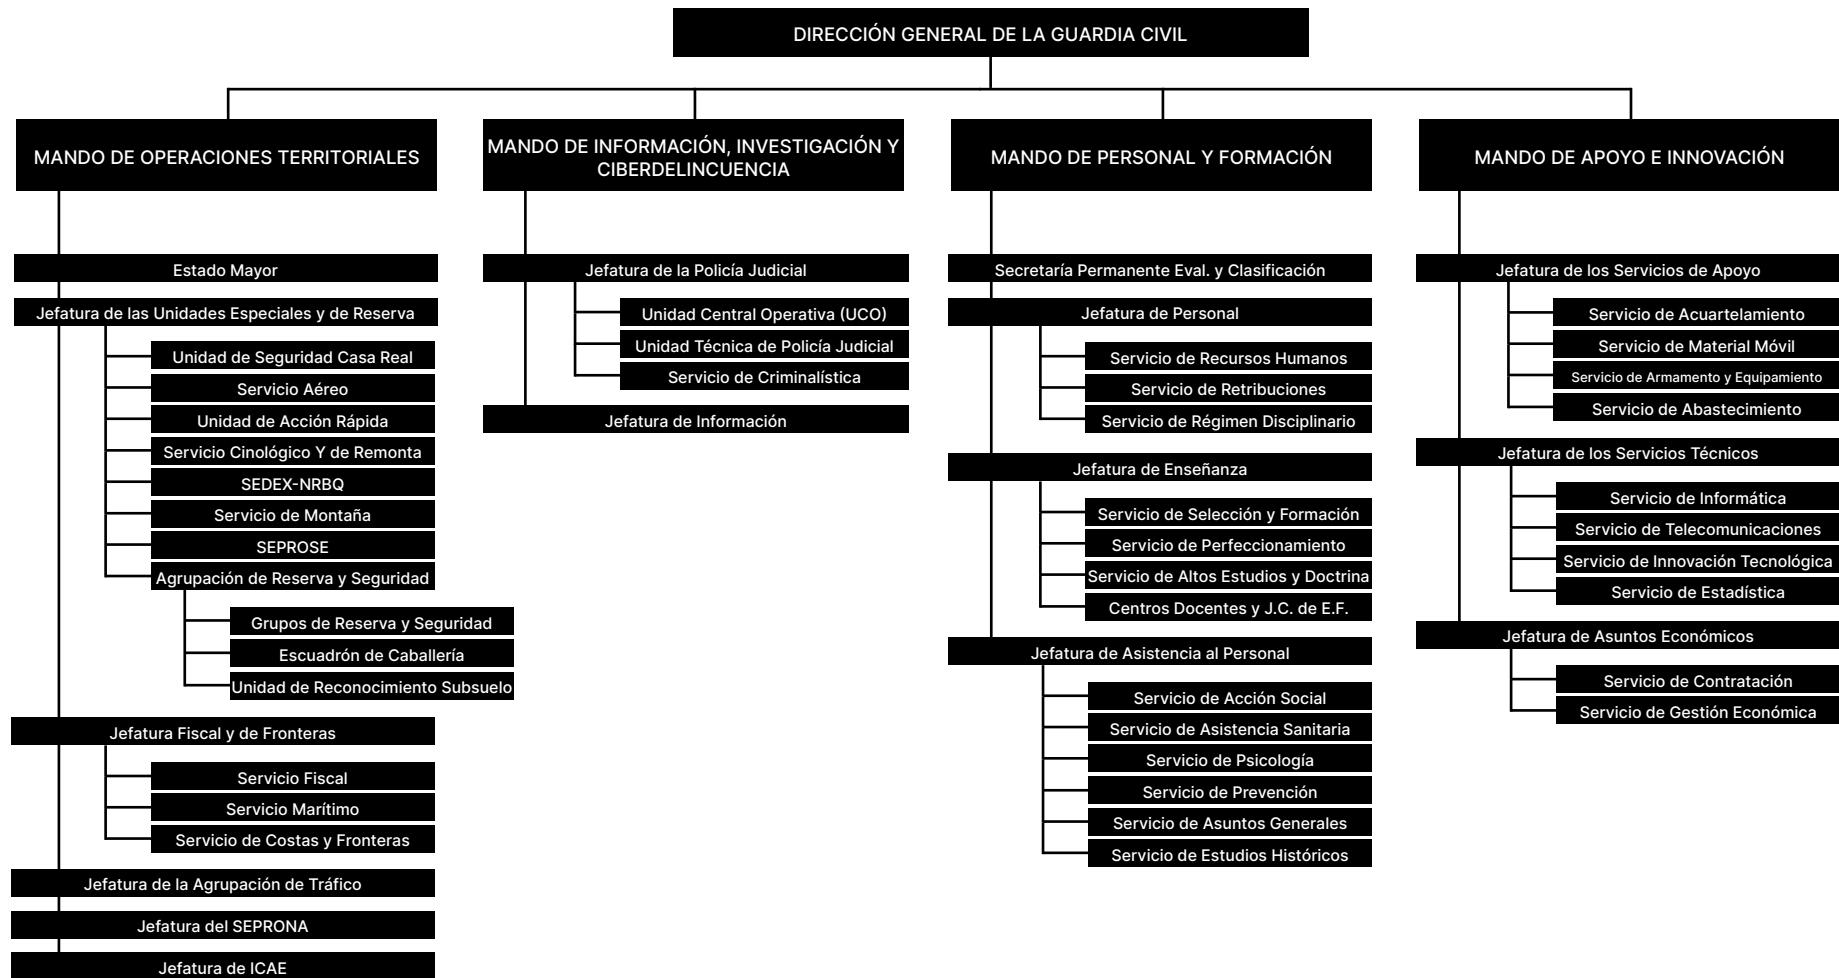 DIRECCIÓN GENERAL DE LA GUARDIA CIVIL
MANDO DE OPERACIONES TERRITORIALES
Estado Mayor
Jefatura de las Unidades Especiales y de Reserva
Unidad de Seguridad Casa Real
Servicio Aéreo
Unidad de Acción Rápida
Servicio Cinológico Y de Remonta
SEDEX-NRBQ
Servicio de Montaña
SEPROSE
Agrupación de Reserva y Seguridad
Grupos de Reserva y Seguridad
Escuadrón de Caballería
Unidad de Reconocimiento Subsuelo
Jefatura Fiscal y de Fronteras
Servicio Fiscal
Servicio Marítimo
Servicio de Costas y Fronteras
Jefatura de la Agrupación de Tráfico
Jefatura del SEPRONA
Jefatura de ICAE
MANDO DE INFORMACIÓN, INVESTIGACIÓN Y
CIBERDELINCUENCIA
Jefatura de la Policía Judicial
Unidad Central Operativa (UCO)
Unidad Técnica de Policía Judicial
Servicio de Criminalística
Jefatura de Información
MANDO DE PERSONAL Y FORMACIÓN
Secretaría Permanente Eval. y Clasificación
Jefatura de Personal
Servicio de Recursos Humanos
Servicio de Retribuciones
Servicio de Régimen Disciplinario
Jefatura de Enseñanza
Servicio de Selección y Formación
Servicio de Perfeccionamiento
Servicio de Altos Estudios y Doctrina
Centros Docentes y J.C. de E.F.
Jefatura de Asistencia al Personal
Servicio de Acción Social
Servicio de Asistencia Sanitaria
Servicio de Psicología
Servicio de Prevención
Servicio de Asuntos Generales
Servicio de Estudios Históricos
MANDO DE APOYO E INNOVACIÓN
Jefatura de los Servicios de Apoyo
Servicio de Acuartelamiento
Servicio de Material Móvil
Servicio de Armamento y Equipamiento
Servicio de Abastecimiento
Jefatura de los Servicios Técnicos
Servicio de Informática
Servicio de Telecomunicaciones
Servicio de Innovación Tecnológica
Servicio de Estadística
Jefatura de Asuntos Económicos
Servicio de Contratación
Servicio de Gestión Económica